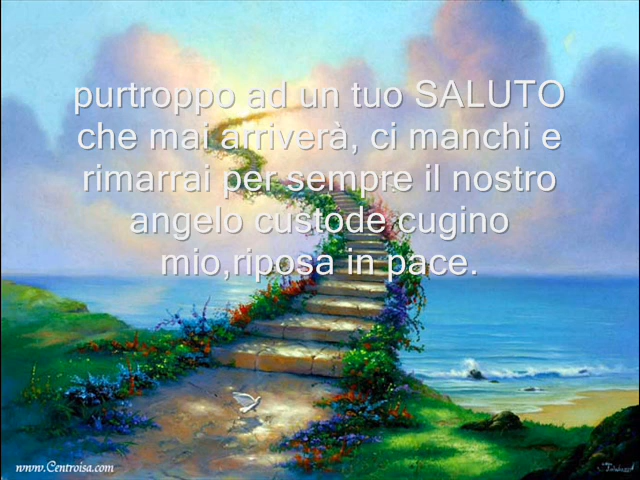 purtroppo ad un tuo SALUTO
che mai arriverà, ci manchi e
rimarrai per sempre il nostro
angelo custode cugino
mio,riposa in pace.
www.Centroisa.com